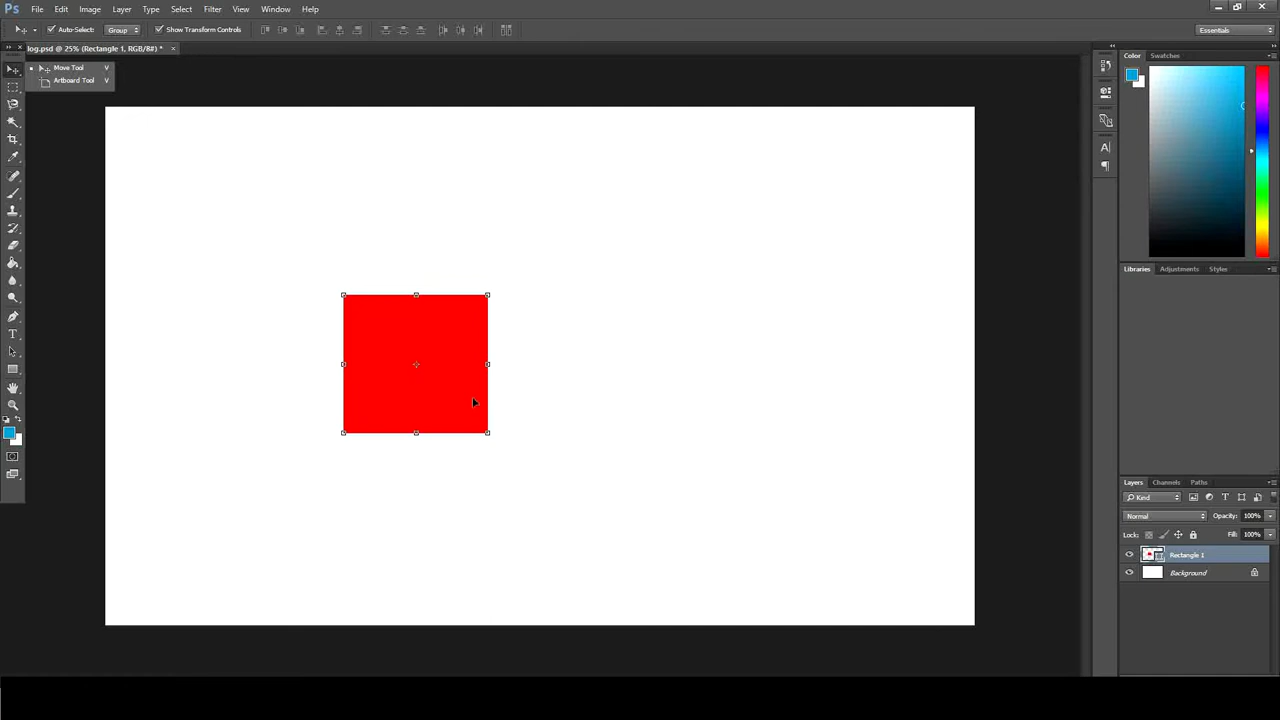 Ps File Edit Image Layer Type Select Filter View Window Help
Auto-Select: Group Show Transform Controls Essentials
log.psd @ 25% (Rectangle 1, RGB/8#) * ×
Move Tool V
Artboard Tool V
Color Swatches
A
T
Libraries Adjustments Styles
Layers Channels Paths
Kind T
Normal Opacity: 100%
Lock: Fill: 100%
Rectangle 1
Background